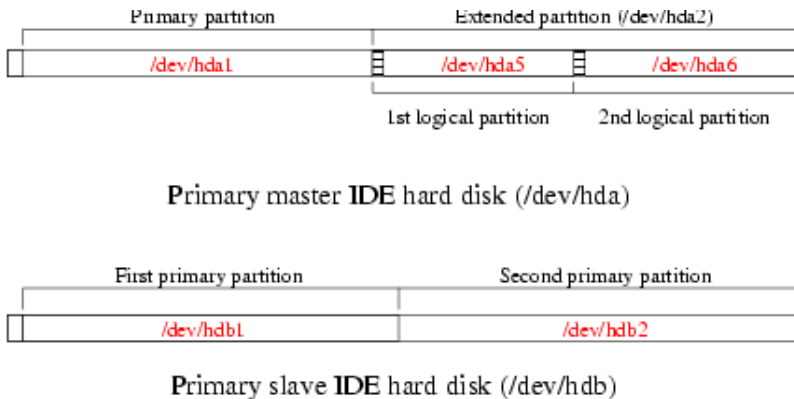 Primary partition Extended partition (/dev/hda2)
/dev/hda1 /dev/hda5 /dev/hda6
1st logical partition 2nd logical partition
Primary master IDE hard disk (/dev/hda)
First primary partition Second primary partition
/dev/hdb1 /dev/hdb2
Primary slave IDE hard disk (/dev/hdb)